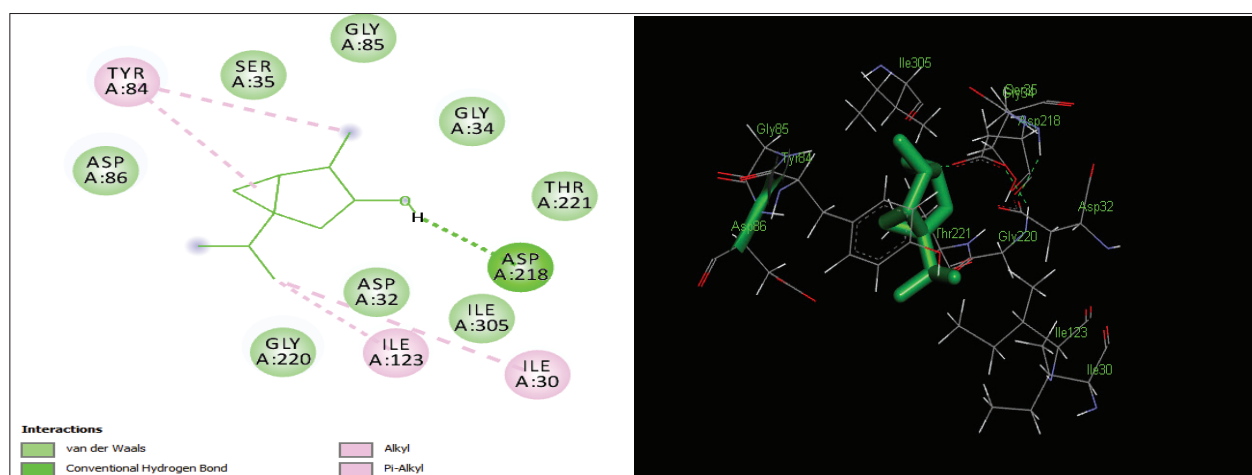 GLY
A:85
SER
A:35
TYR
A:84
GLY
A:34
ASP
A:86
THR
A:221
H
ASP
A:218
ASP
A:32
ILE
A:305
GLY
A:220
ILE
A:123
ILE
A:30
Interactions
van der Waals
Conventional Hydrogen Bond
Alkyl
Pi-Alkyl
Ile305
Ser35
Asp218
Gly85
Tyr84
Asp86
Asp32
Thr221
Gly220
Ile123
Ile30